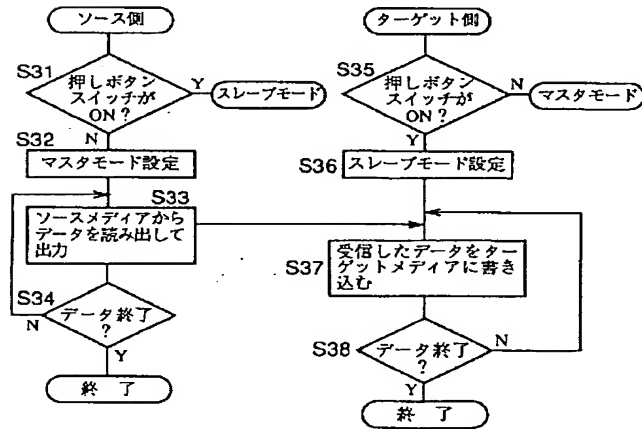 ソース側
S31
押しボタン
スイッチが
ON?
Y
スレーブモード
N
S32
マスタモード設定
S33
ソースメディアから
データを読み出して
出力
S34
データ終了
?
N
Y
終 了
ターゲット側
S35
押しボタン
スイッチが
ON?
N
マスタモード
Y
S36
スレーブモード設定
S37
受信したデータをター
ゲットメディアに書き
込む
S38
データ終了
?
N
Y
終 了